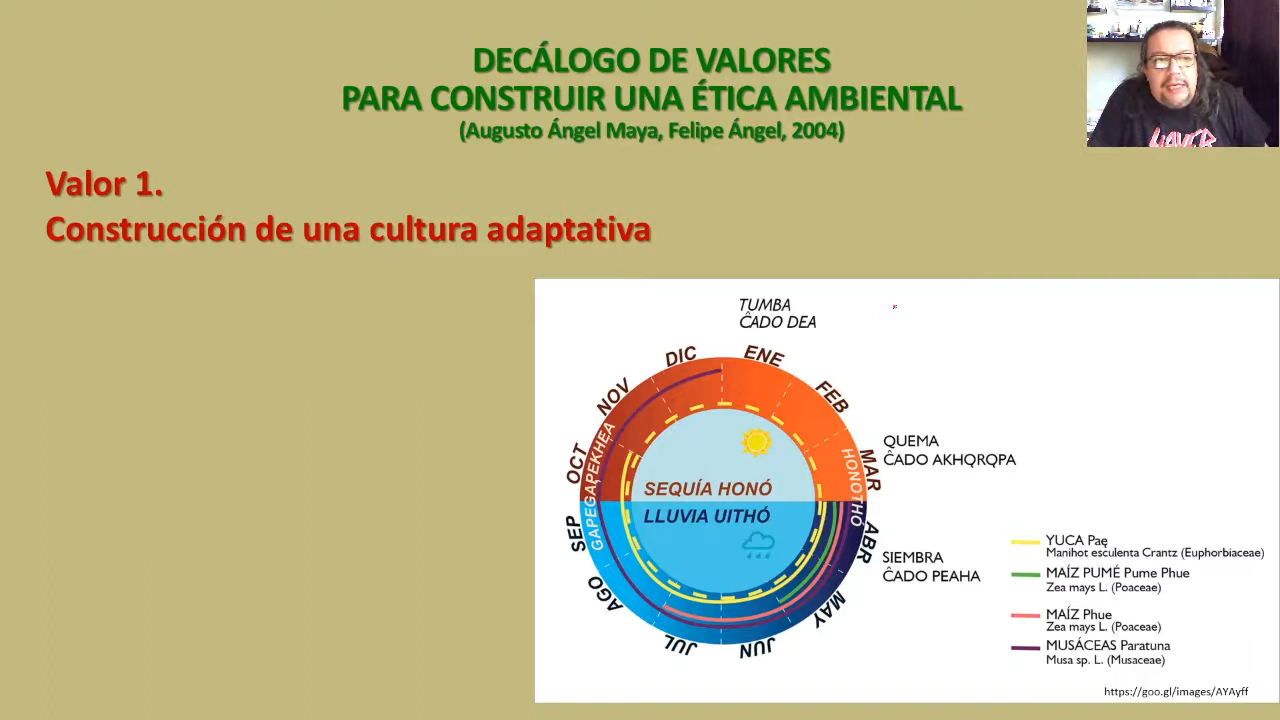 DECÁLOGO DE VALORES
PARA CONSTRUIR UNA ÉTICA AMBIENTAL
(Augusto Ángel Maya, Felipe Ángel, 2004)
SLAYER
Valor 1.
Construcción de una cultura adaptativa
TUMBA
ĈADO DEA
DIC
ENE
NOV
FEB
OCT
MAR
SEP
ABR
AGO
MAY
JUL
JUN
GAPEGAPEKHEA
HONOTHÓ
SEQUÍA HONÓ
LLUVIA UITHÓ
QUEMA
ĈADO AKHQRQPA
SIEMBRA
ĈADO PEAHA
YUCA Paę
Manihot esculenta Crantz (Euphorbiaceae)
MAÍZ PUMÉ Pume Phue
Zea mays L. (Poaceae)
MAÍZ Phue
Zea mays L. (Poaceae)
MUSÁCEAS Paratuna
Musa sp. L. (Musaceae)
https://goo.gl/images/AYAyff